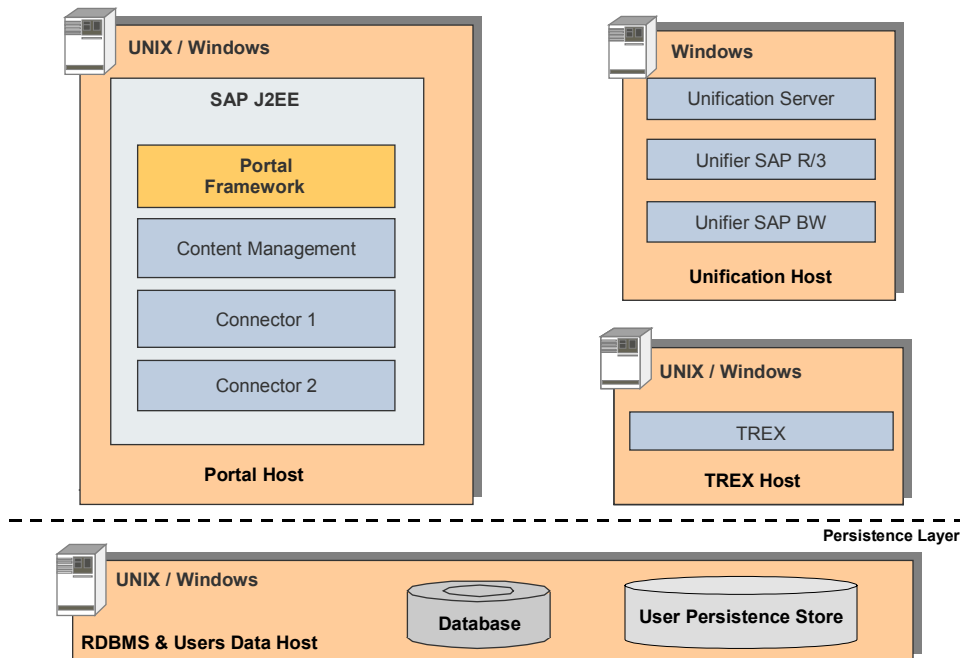 UNIX / Windows
SAP J2EE
Portal
Framework
Content Management
Connector 1
Connector 2
Portal Host
Windows
Unification Server
Unifier SAP R/3
Unifier SAP BW
Unification Host
UNIX / Windows
TREX
TREX Host
Persistence Layer
UNIX / Windows
RDBMS & Users Data Host
Database
User Persistence Store